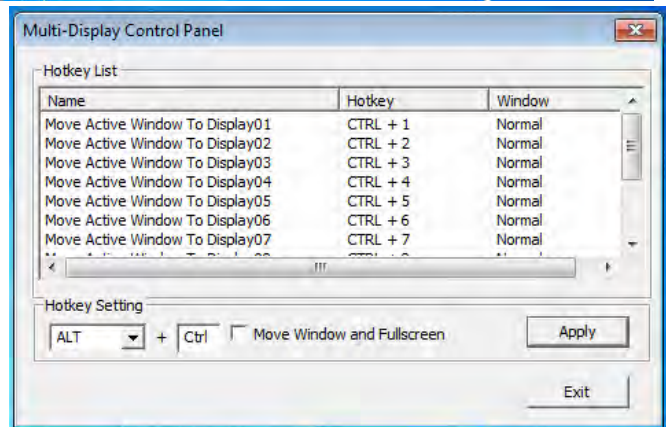 Multi-Display Control Panel
Hotkey List
Name Hotkey Window
Move Active Window To Display01 CTRL + 1 Normal
Move Active Window To Display02 CTRL + 2 Normal
Move Active Window To Display03 CTRL + 3 Normal
Move Active Window To Display04 CTRL + 4 Normal
Move Active Window To Display05 CTRL + 5 Normal
Move Active Window To Display06 CTRL + 6 Normal
Move Active Window To Display07 CTRL + 7 Normal
Hotkey Setting
ALT + Ctrl Move Window and Fullscreen Apply
Exit